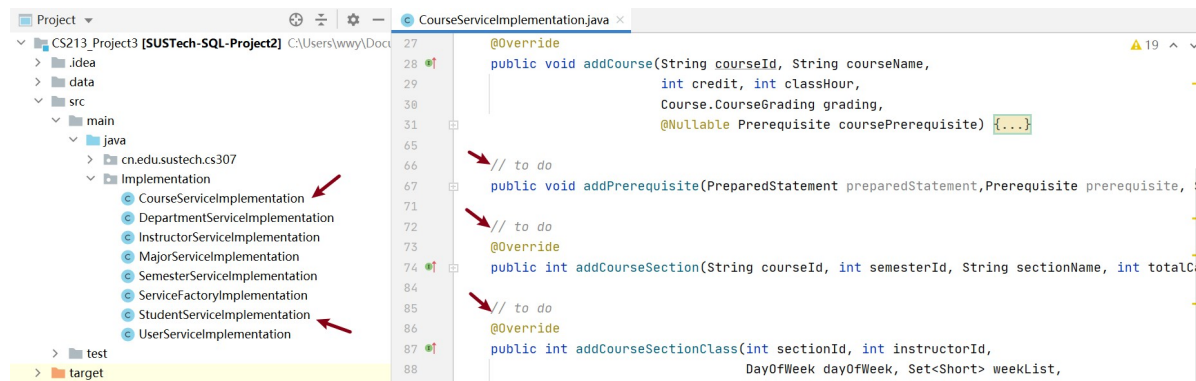 Project
CourseServiceImplementation.java
CS213_Project3 [SUSTech-SQL-Project2] C:\Users\wwy\Docu
.idea
data
src
main
java
cn.edu.sustech.cs307
Implementation
CourseServiceImplementation
DepartmentServiceImplementation
InstructorServiceImplementation
MajorServiceImplementation
SemesterServiceImplementation
ServiceFactoryImplementation
StudentServiceImplementation
UserServiceImplementation
test
target
27 @Override
19
28 public void addCourse(String courseId, String courseName,
29 int credit, int classHour,
30 Course.CourseGrading grading,
31 @Nullable Prerequisite coursePrerequisite) {...}
65
66 // to do
67 public void addPrerequisite(PreparedStatement preparedStatement,Prerequisite prerequisite,
71
72 // to do
73 @Override
74 public int addCourseSection(String courseId, int semesterId, String sectionName, int totalCa
84
85 // to do
86 @Override
87 public int addCourseSectionClass(int sectionId, int instructorId,
88 DayOfWeek dayOfWeek, Set<Short> weekList,